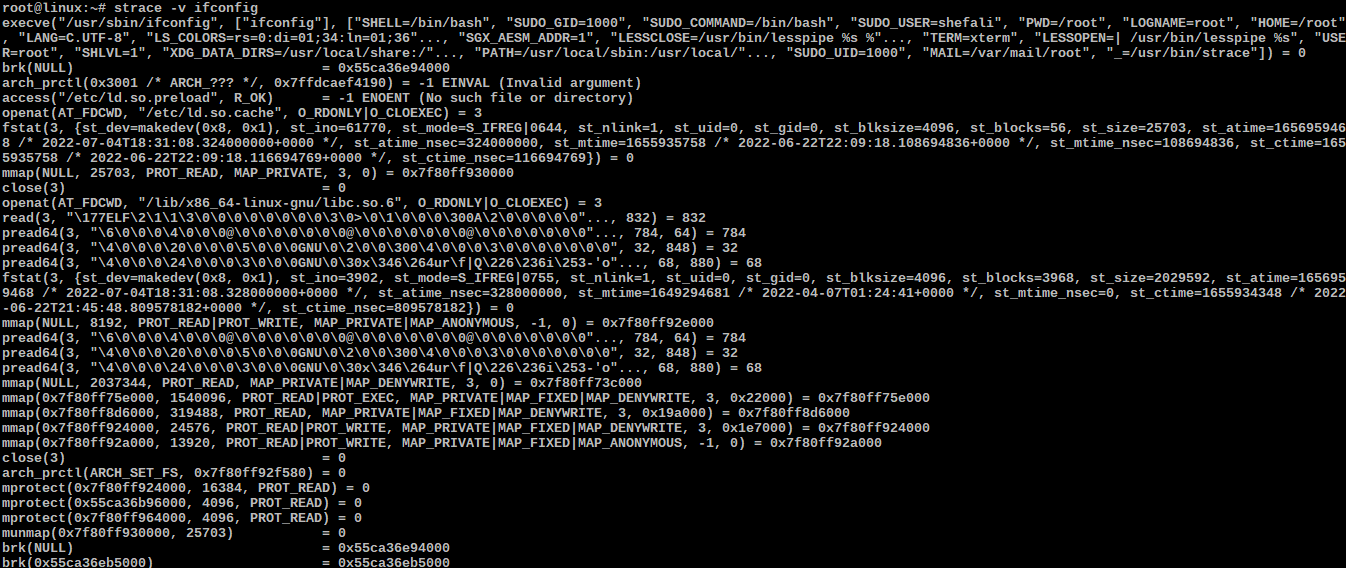 root@linux:~# strace -v ifconfig
execve("/usr/sbin/ifconfig", ["ifconfig"], ["SHELL=/bin/bash", "SUDO_GID=1000", "SUDO_COMMAND=/bin/bash", "SUDO_USER=shefali", "PWD=/root", "LOGNAME=root", "HOME=/root"
, "LANG=C.UTF-8", "LS_COLORS=rs=0:di=01;34:ln=01;36"..., "SGX_AESM_ADDR=1", "LESSCLOSE=/usr/bin/lesspipe %s %"..., "TERM=xterm", "LESSOPEN=| /usr/bin/lesspipe %s", "USE
R=root", "SHLVL=1", "XDG_DATA_DIRS=/usr/local/share:/"..., "PATH=/usr/local/sbin:/usr/local/"..., "SUDO_UID=1000", "MAIL=/var/mail/root", "_=/usr/bin/strace"]) = 0
brk(NULL)                               = 0x55ca36e94000
arch_prctl(0x3001 /* ARCH_??? */, 0x7ffdcaef4190) = -1 EINVAL (Invalid argument)
access("/etc/ld.so.preload", R_OK)      = -1 ENOENT (No such file or directory)
openat(AT_FDCWD, "/etc/ld.so.cache", O_RDONLY|O_CLOEXEC) = 3
fstat(3, {st_dev=makedev(0x8, 0x1), st_ino=61770, st_mode=S_IFREG|0644, st_nlink=1, st_uid=0, st_gid=0, st_blksize=4096, st_blocks=56, st_size=25703, st_atime=165695946
8 /* 2022-07-04T18:31:08.324000000+0000 */, st_atime_nsec=324000000, st_mtime=1655935758 /* 2022-06-22T22:09:18.108694836+0000 */, st_mtime_nsec=108694836, st_ctime=165
5935758 /* 2022-06-22T22:09:18.116694769+0000 */, st_ctime_nsec=116694769}) = 0
mmap(NULL, 25703, PROT_READ, MAP_PRIVATE, 3, 0) = 0x7f80ff930000
close(3)                                = 0
openat(AT_FDCWD, "/lib/x86_64-linux-gnu/libc.so.6", O_RDONLY|O_CLOEXEC) = 3
read(3, "\177ELF\2\1\1\3\0\0\0\0\0\0\0\0\3\0>\0\1\0\0\0\300A\2\0\0\0\0\0"..., 832) = 832
pread64(3, "\6\0\0\0\4\0\0\0@\0\0\0\0\0\0\0@\0\0\0\0\0\0\0@\0\0\0\0\0\0\0"..., 784, 64) = 784
pread64(3, "\4\0\0\0\20\0\0\0\5\0\0\0GNU\0\2\0\0\300\4\0\0\0\3\0\0\0\0\0\0\0", 32, 848) = 32
pread64(3, "\4\0\0\0\24\0\0\0\3\0\0\0GNU\0\30x\346\264ur\f|Q\226\236i\253-'o"..., 68, 880) = 68
fstat(3, {st_dev=makedev(0x8, 0x1), st_ino=3902, st_mode=S_IFREG|0755, st_nlink=1, st_uid=0, st_gid=0, st_blksize=4096, st_blocks=3968, st_size=2029592, st_atime=165695
9468 /* 2022-07-04T18:31:08.328000000+0000 */, st_atime_nsec=328000000, st_mtime=1649294681 /* 2022-04-07T01:24:41+0000 */, st_mtime_nsec=0, st_ctime=1655934348 /* 2022
-06-22T21:45:48.809578182+0000 */, st_ctime_nsec=809578182}) = 0
mmap(NULL, 8192, PROT_READ|PROT_WRITE, MAP_PRIVATE|MAP_ANONYMOUS, -1, 0) = 0x7f80ff92e000
pread64(3, "\6\0\0\0\4\0\0\0@\0\0\0\0\0\0\0@\0\0\0\0\0\0\0@\0\0\0\0\0\0\0"..., 784, 64) = 784
pread64(3, "\4\0\0\0\20\0\0\0\5\0\0\0GNU\0\2\0\0\300\4\0\0\0\3\0\0\0\0\0\0\0", 32, 848) = 32
pread64(3, "\4\0\0\0\24\0\0\0\3\0\0\0GNU\0\30x\346\264ur\f|Q\226\236i\253-'o"..., 68, 880) = 68
mmap(NULL, 2037344, PROT_READ, MAP_PRIVATE|MAP_DENYWRITE, 3, 0) = 0x7f80ff73c000
mmap(0x7f80ff75e000, 1540096, PROT_READ|PROT_EXEC, MAP_PRIVATE|MAP_FIXED|MAP_DENYWRITE, 3, 0x22000) = 0x7f80ff75e000
mmap(0x7f80ff8d6000, 319488, PROT_READ, MAP_PRIVATE|MAP_FIXED|MAP_DENYWRITE, 3, 0x19a000) = 0x7f80ff8d6000
mmap(0x7f80ff924000, 24576, PROT_READ|PROT_WRITE, MAP_PRIVATE|MAP_FIXED|MAP_DENYWRITE, 3, 0x1e7000) = 0x7f80ff924000
mmap(0x7f80ff92a000, 13920, PROT_READ|PROT_WRITE, MAP_PRIVATE|MAP_FIXED|MAP_ANONYMOUS, -1, 0) = 0x7f80ff92a000
close(3)                                = 0
arch_prctl(ARCH_SET_FS, 0x7f80ff92f580) = 0
mprotect(0x7f80ff924000, 16384, PROT_READ) = 0
mprotect(0x55ca36b96000, 4096, PROT_READ) = 0
mprotect(0x7f80ff964000, 4096, PROT_READ) = 0
munmap(0x7f80ff930000, 25703)           = 0
brk(NULL)                               = 0x55ca36e94000
brk(0x55ca36eb5000)                     = 0x55ca36eb5000